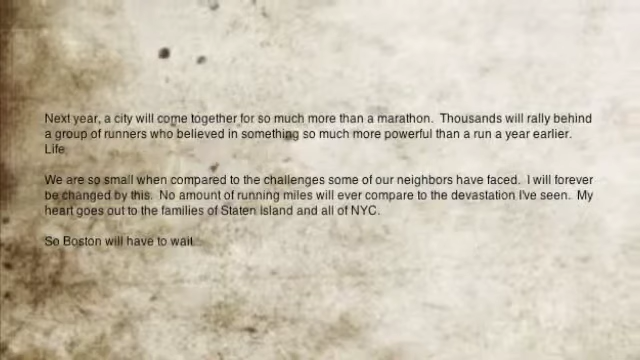 Next year, a city will come together for so much more than a marathon.  Thousands will rally behind
a group of runners who believed in something so much more powerful than a run a year earlier.
Life.
We are so small when compared to the challenges some of our neighbors have faced.  I will forever
be changed by this.  No amount of running miles will ever compare to the devastation I've seen.  My
heart goes out to the families of Staten Island and all of NYC.
So Boston will have to wait...